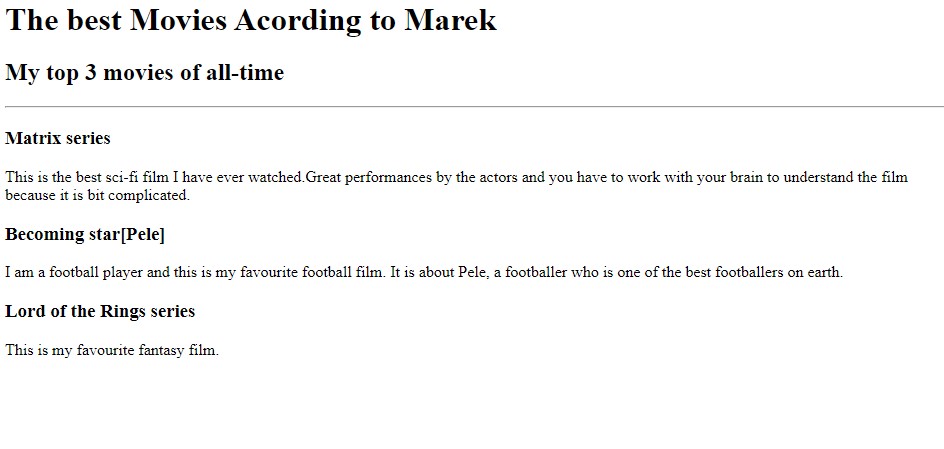 The best Movies Acording to Marek
My top 3 movies of all-time
Matrix series
This is the best sci-fi film I have ever watched.Great performances by the actors and you have to work with your brain to understand the film
because it is bit complicated.
Becoming star[Pele]
I am a football player and this is my favourite football film. It is about Pele, a footballer who is one of the best footballers on earth.
Lord of the Rings series
This is my favourite fantasy film.